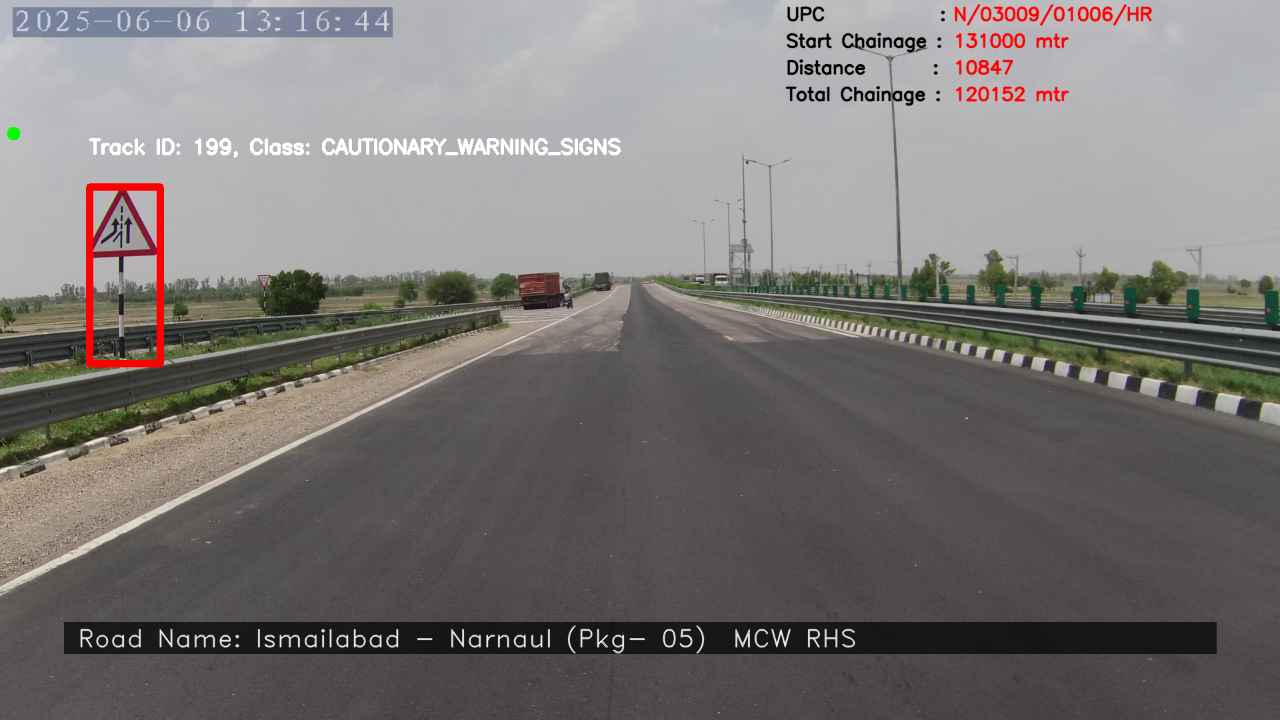 2025-06-06 13:16:44
UPC : N/03009/01006/HR
Start Chainage : 131000 mtr
Distance : 10847
Total Chainage : 120152 mtr
Track ID: 199, Class: CAUTIONARY_WARNING_SIGNS
Road Name: Ismailabad - Narnaul (Pkg- 05) MCW RHS